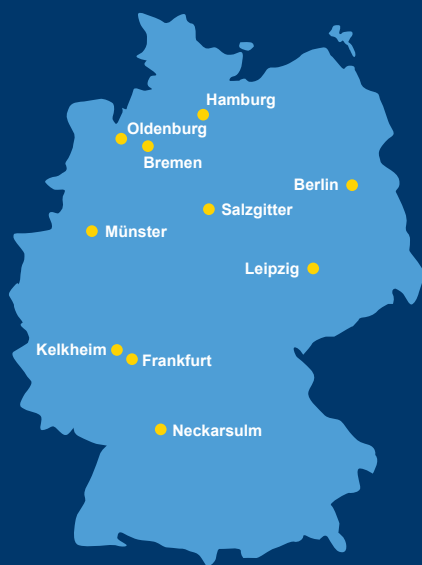 Hamburg
Oldenburg
Bremen
Berlin
Salzgitter
Münster
Leipzig
Kelkheim
Frankfurt
Neckarsulm